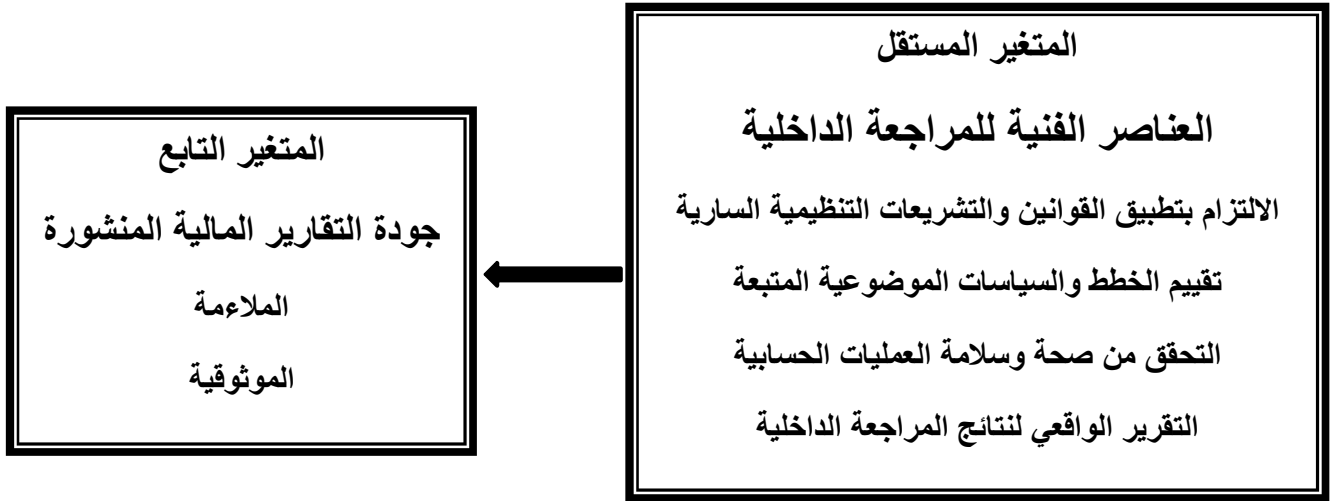 المتغير المستقل
العناصر الفنية للمراجعة الداخلية
الالتزام بتطبيق القوانين والتشريعات التنظيمية السارية
تقييم الخطط والسياسات الموضوعية المتبعة
التحقق من صحة وسلامة العمليات الحسابية
التقرير الواقعي لنتائج المراجعة الداخلية
المتغير التابع
جودة التقارير المالية المنشورة
الملاءمة
الموثوقية